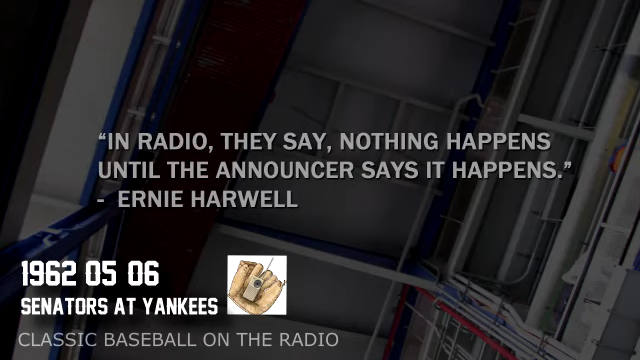 “IN RADIO, THEY SAY, NOTHING HAPPENS
UNTIL THE ANNOUNCER SAYS IT HAPPENS.”
- ERNIE HARWELL
1962 05 06
SENATORS AT YANKEES
CLASSIC BASEBALL ON THE RADIO